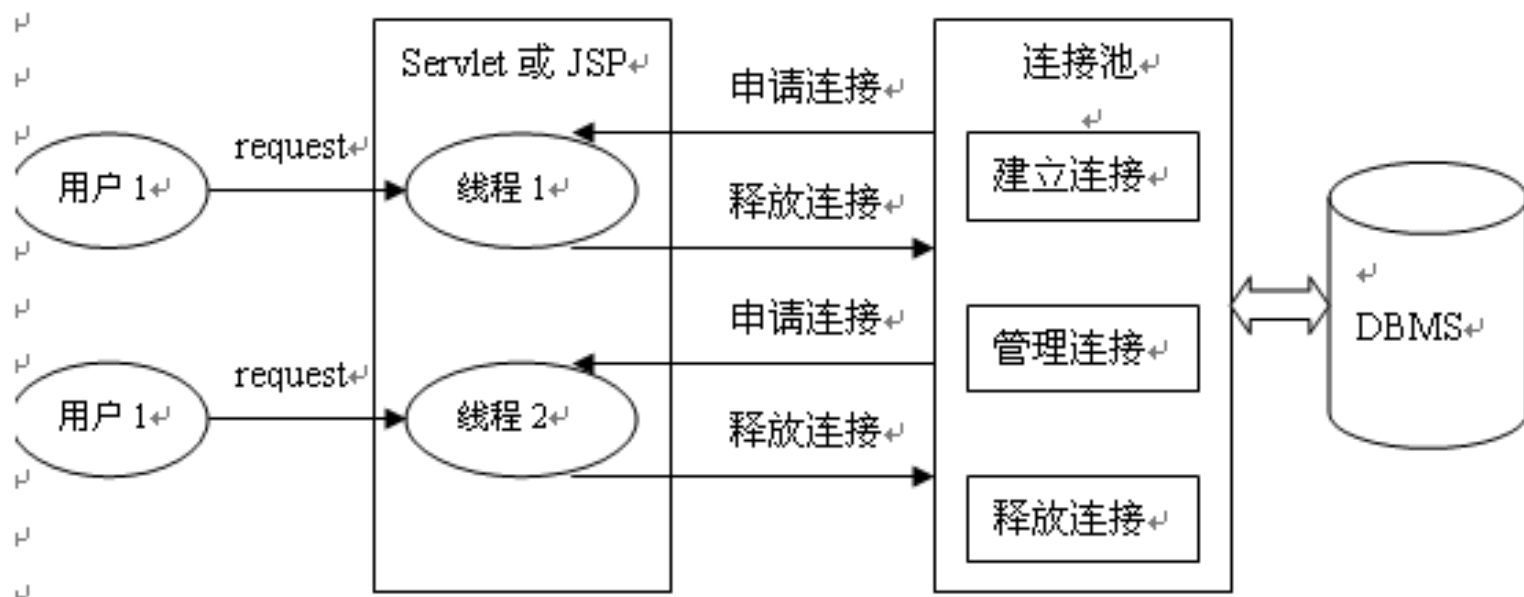 Servlet 或 JSP
连接池
申请连接
request
用户 1
线程 1
建立连接
释放连接
申请连接
管理连接
DBMS
request
用户 1
线程 2
释放连接
释放连接